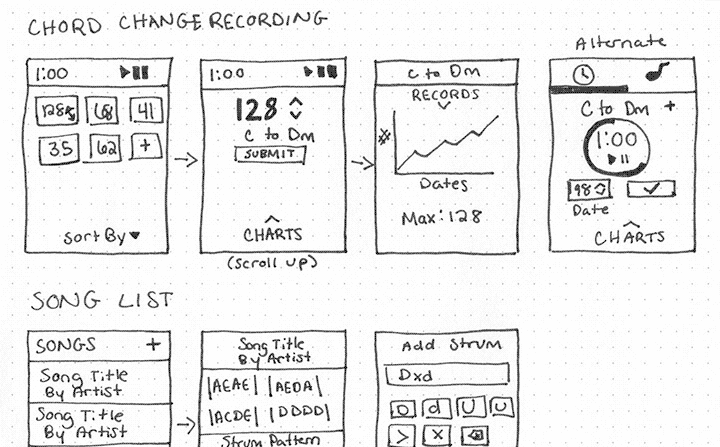 CHORD CHANGE RECORDING
1:00
128
68
41
35
62
+
Sort By
1:00
128
C to Dm
SUBMIT
CHARTS
(Scroll up)
C to Dm
RECORDS
#
Dates
Max: 128
Alternate
C to Dm +
1:00
98
Date
CHARTS
SONG LIST
SONGS +
Song Title
By Artist
Song Title
By Artist
Song Title
By Artist
|AEAE| |AEDA|
|ACDE| |DDDD|
Strum Pattern
Add Strum
Dxd
D d U u
> x